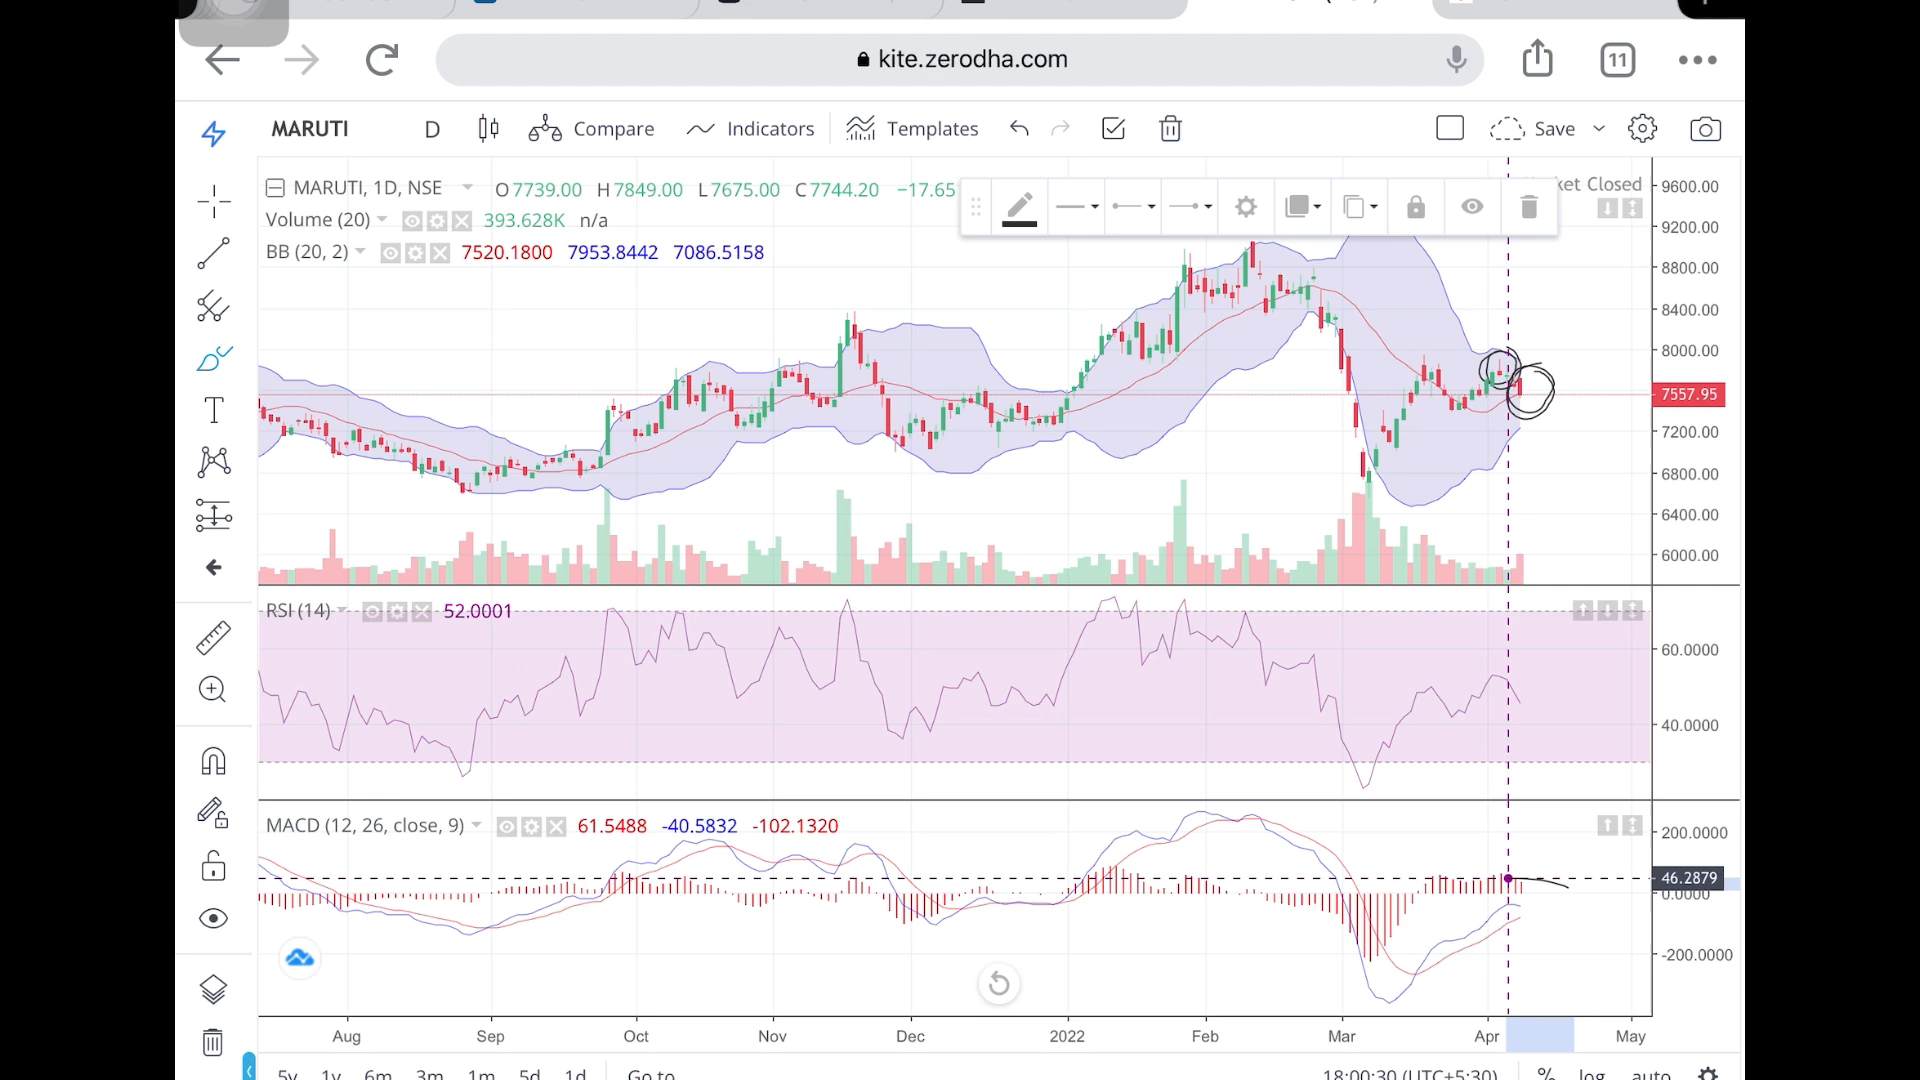 kite.zerodha.com
11
MARUTI D Compare Indicators Templates Save
MARUTI, 1D, NSE O7739.00 H7849.00 L7675.00 C7744.20 −17.65
ket Closed
Volume (20) 393.628K n/a
BB (20, 2) 7520.1800 7953.8442 7086.5158
9600.00
9200.00
8800.00
8400.00
8000.00
7557.95
7200.00
6800.00
6400.00
6000.00
RSI (14) 52.0001
60.0000
40.0000
MACD (12, 26, close, 9) 61.5488 -40.5832 -102.1320
200.0000
46.2879
0.0000
-200.0000
Aug Sep Oct Nov Dec 2022 Feb Mar Apr May
5y 1y 6m 3m 1m 5d 1d Go to 18:00:30 (UTC+5:30) % log auto